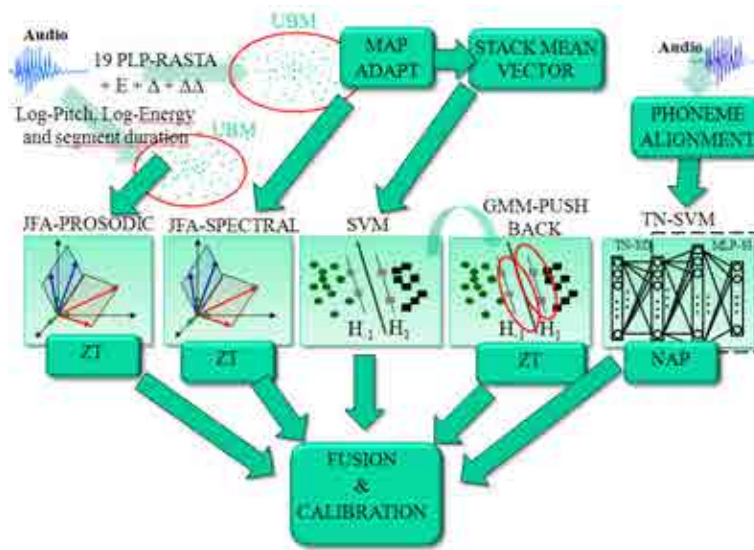 Audio
UBM
19 PLP-RASTA
+ E + Δ + ΔΔ
MAP
ADAPT
STACK MEAN
VECTOR
Audio
Log-Pitch, Log-Energy
and segment duration
UBM
PHONEME
ALIGNMENT
JFA-PROSODIC
JFA-SPECTRAL
SVM
GMM-PUSH
BACK
TN-SVM
H₁
H₂
ZT
ZT
ZT
NAP
FUSION
&
CALIBRATION